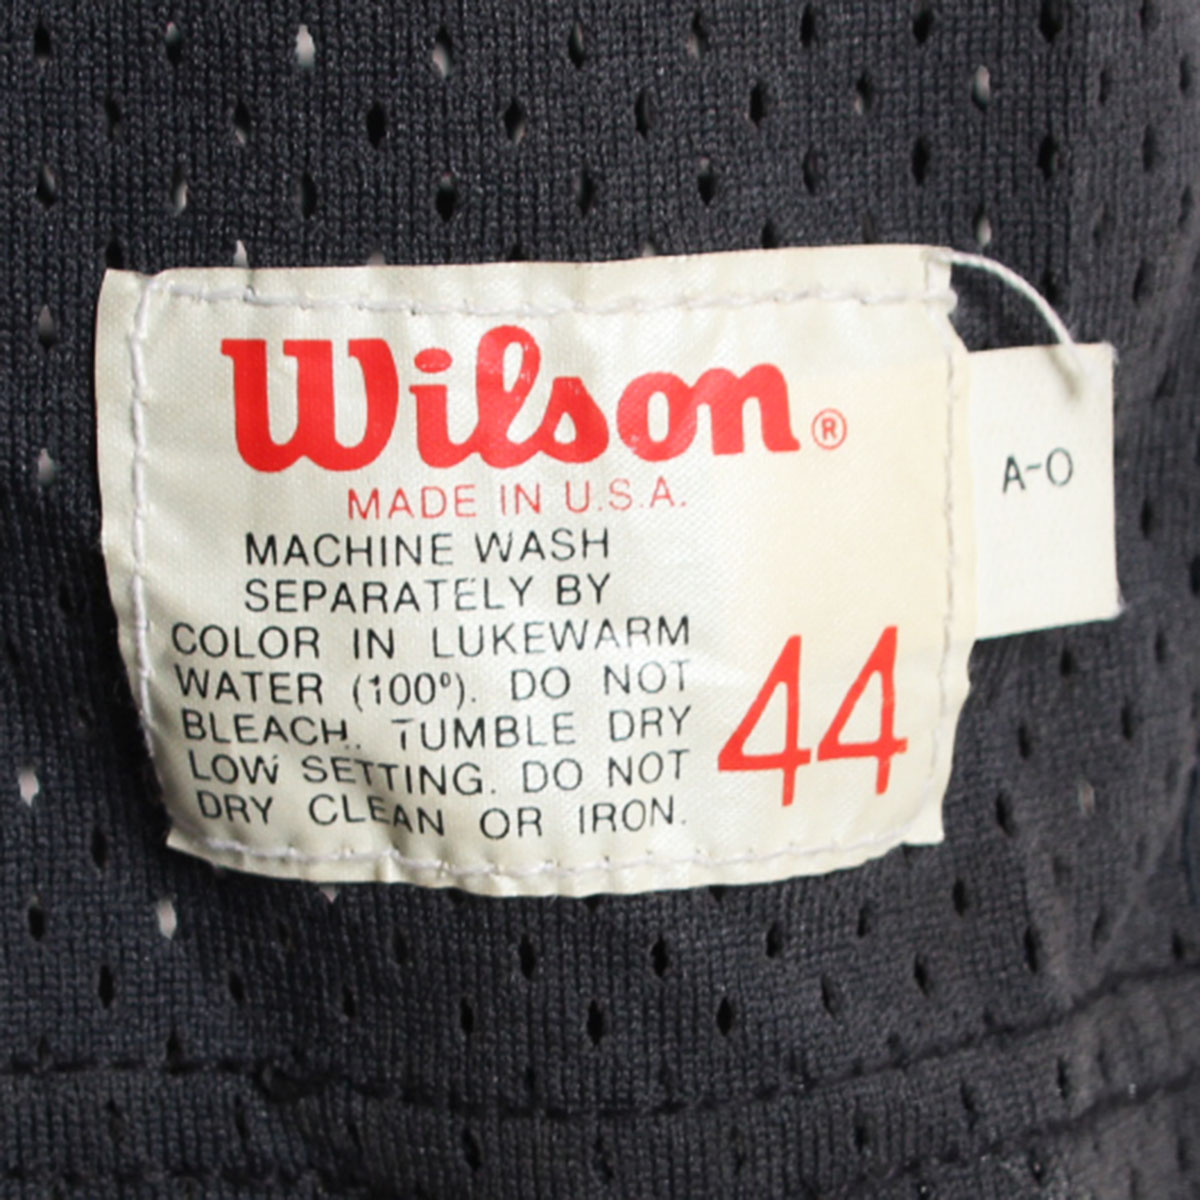 Wilson®
MADE IN U.S.A.
MACHINE WASH
SEPARATELY BY
COLOR IN LUKEWARM
WATER (100°). DO NOT
BLEACH. TUMBLE DRY
LOW SETTING. DO NOT
DRY CLEAN OR IRON.
44
A-O